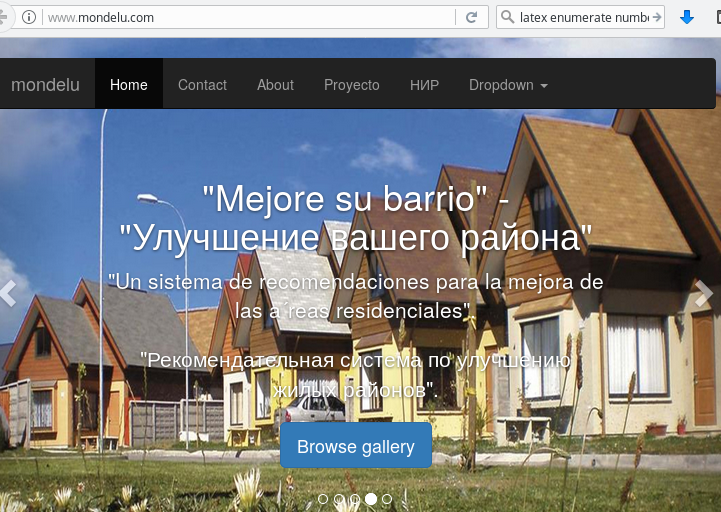 www.mondelu.com
latex enumerate numbe
mondelu Home Contact About Proyecto НИР Dropdown
"Mejore su barrio" -
"Улучшение вашего района"
"Un sistema de recomendaciones para la mejora de
las a´reas residenciales"
"Рекомендательная система по улучшению
жилых районов".
Browse gallery